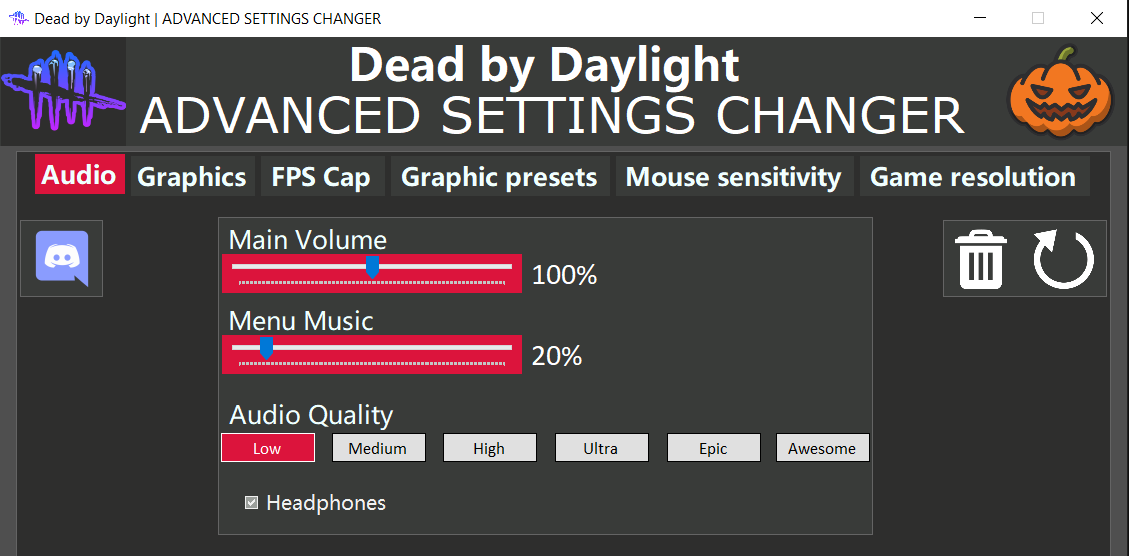 Dead by Daylight | ADVANCED SETTINGS CHANGER
Dead by Daylight
ADVANCED SETTINGS CHANGER
Audio Graphics FPS Cap Graphic presets Mouse sensitivity Game resolution
Main Volume
100%
Menu Music
20%
Audio Quality
Low Medium High Ultra Epic Awesome
Headphones